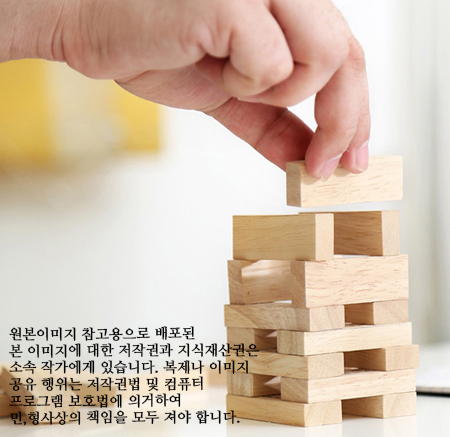 원본이미지 참고용으로 배포된
본 이미지에 대한 저작권과 지식재산권은
소속 작가에게 있습니다. 복제나 이미지
공유 행위는 저작권법 및 컴퓨터
프로그램 보호법에 의거하여
민,형사상의 책임을 모두 져야 합니다.